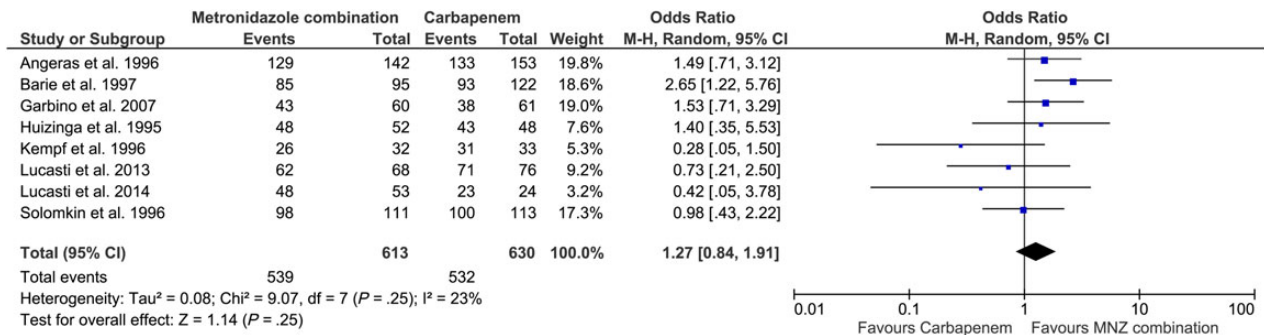 Metronidazole combination Carbapenem Odds Ratio Odds Ratio
Study or Subgroup Events Total Events Total Weight M-H, Random, 95% CI M-H, Random, 95% CI
Angeras et al. 1996 129 142 133 153 19.8% 1.49 [.71, 3.12]
Barie et al. 1997 85 95 93 122 18.6% 2.65 [1.22, 5.76]
Garbino et al. 2007 43 60 38 61 19.0% 1.53 [.71, 3.29]
Huizinga et al. 1995 48 52 43 48 7.6% 1.40 [.35, 5.53]
Kempf et al. 1996 26 32 31 33 5.3% 0.28 [.05, 1.50]
Lucasti et al. 2013 62 68 71 76 9.2% 0.73 [.21, 2.50]
Lucasti et al. 2014 48 53 23 24 3.2% 0.42 [.05, 3.78]
Solomkin et al. 1996 98 111 100 113 17.3% 0.98 [.43, 2.22]
Total (95% CI) 613 630 100.0% 1.27 [0.84, 1.91]
Total events 539 532
Heterogeneity: Tau² = 0.08; Chi² = 9.07, df = 7 (P = .25); I² = 23%
Test for overall effect: Z = 1.14 (P = .25)
0.01 0.1 1 10 100
Favours Carbapenem Favours MNZ combination